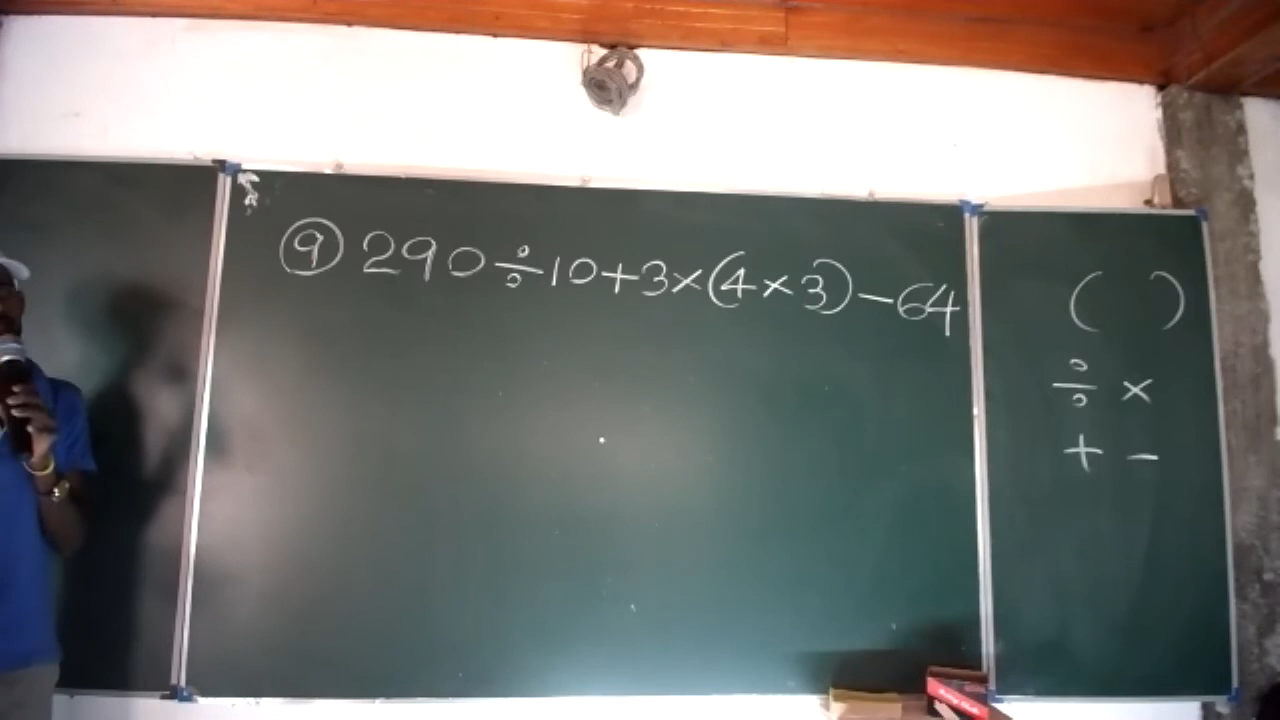 ⑨ 290÷10+3×(4×3)−64
( )
÷ ×
+ −